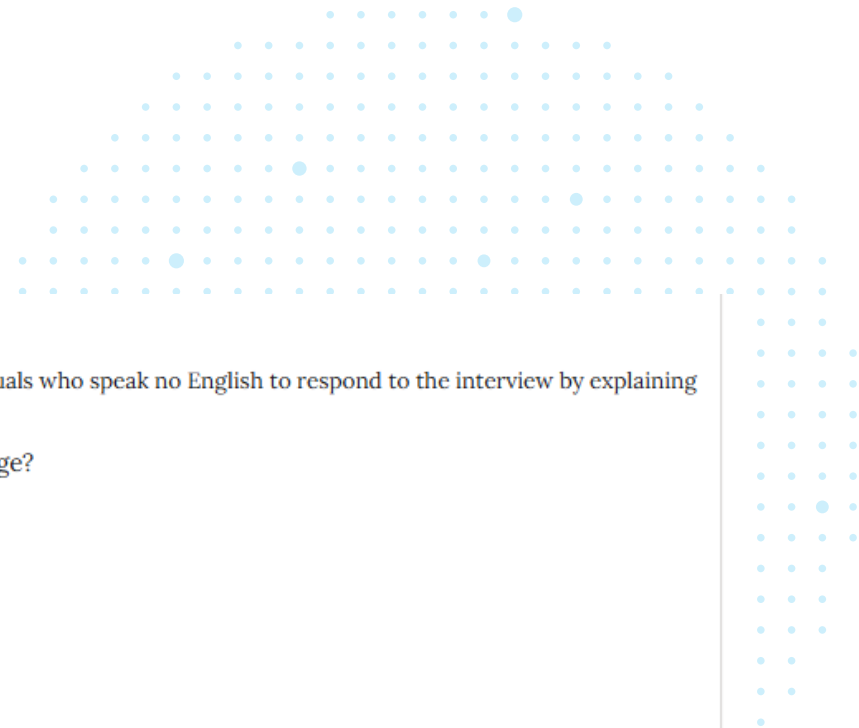 uals who speak no English to respond to the interview by explaining
ge?